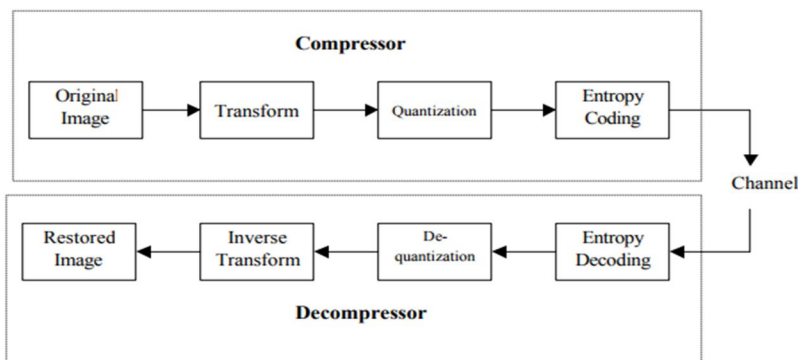 Compressor
Original
Image
Transform
Quantization
Entropy
Coding
Channel
Restored
Image
Inverse
Transform
De-
quantization
Entropy
Decoding
Decompressor